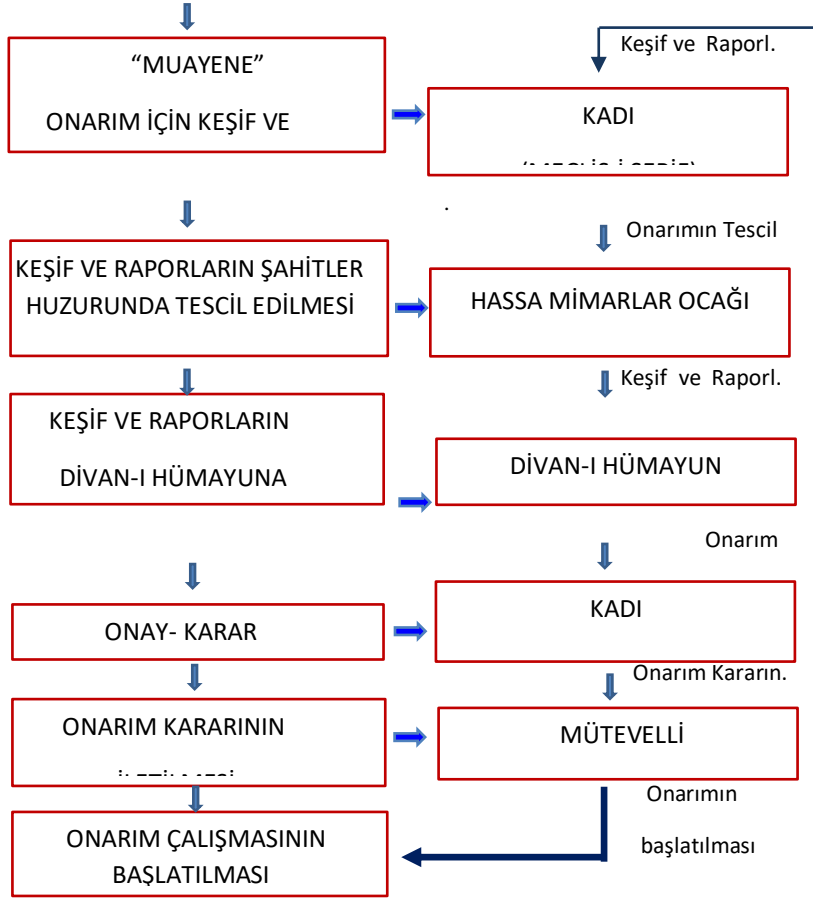 Keşif ve Raporl.
“MUAYENE”
ONARIM İÇİN KEŞİF VE
KADI
.
Onarımın Tescil
KEŞİF VE RAPORLARIN ŞAHİTLER
HUZURUNDA TESCİL EDİLMESİ
HASSA MİMARLAR OCAĞI
Keşif ve Raporl.
KEŞİF VE RAPORLARIN
DİVAN-I HÜMAYUNA
DİVAN-I HÜMAYUN
Onarım
ONAY- KARAR
KADI
Onarım Kararın.
ONARIM KARARININ
MÜTEVELLİ
Onarımın
başlatılması
ONARIM ÇALIŞMASININ
BAŞLATILMASI